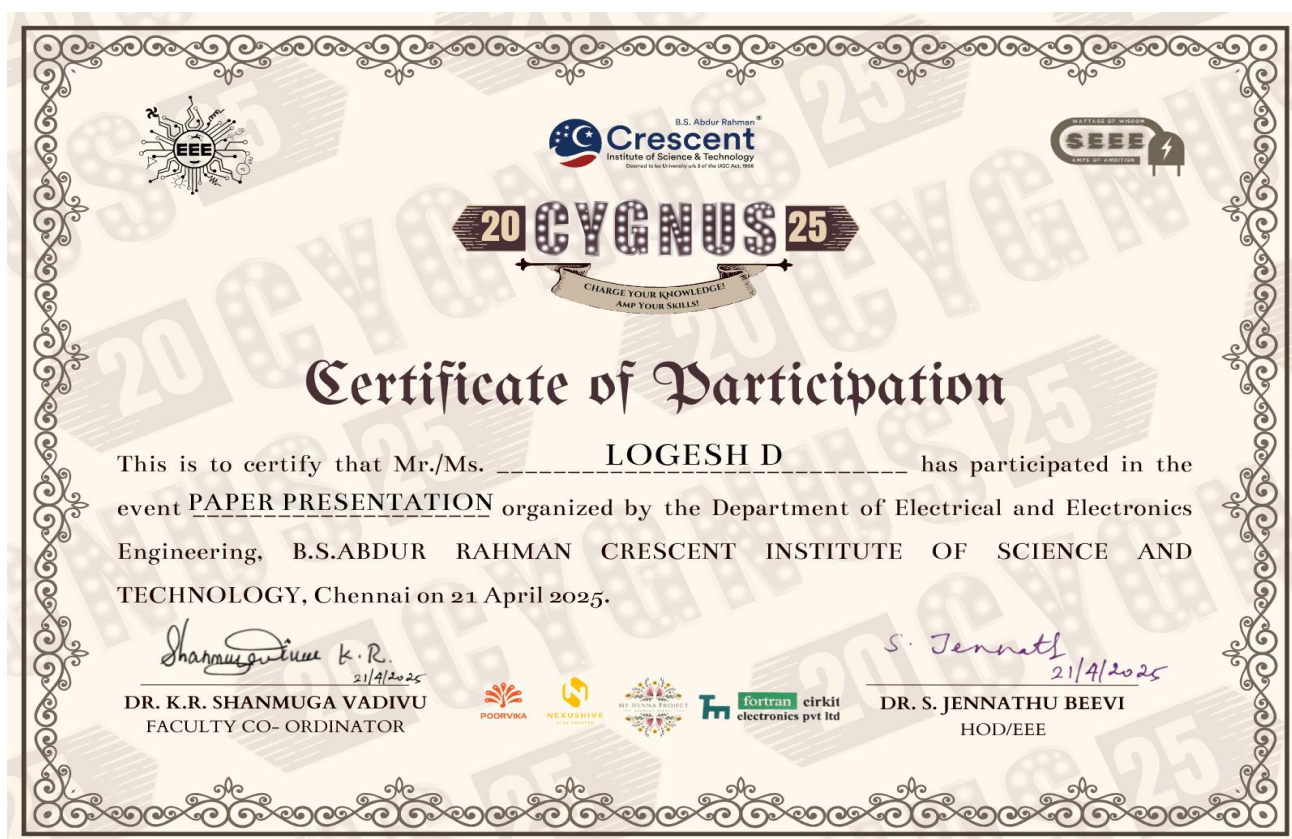 EEE
B.S. Abdur Rahman ®
Crescent
Institute of Science & Technology
Deemed to be University u/s 3 of the UGC Act, 1956
WATTAGE OF WISDOM
SEEE
AMPS OF AMBITION
20 CYGNUS 25
CHARGE YOUR KNOWLEDGE!
AMP YOUR SKILLS!
Certificate of Participation
This is to certify that Mr./Ms. LOGESH D has participated in the
event PAPER PRESENTATION organized by the Department of Electrical and Electronics
Engineering, B.S.ABDUR RAHMAN CRESCENT INSTITUTE OF SCIENCE AND
TECHNOLOGY, Chennai on 21 April 2025.
K.R.
21/4/2025
DR. K.R. SHANMUGA VADIVU
FACULTY CO- ORDINATOR
POORVIKA
NEXUSHIVE
MY HENNA PROJECT
fortran cirkit
electronics pvt ltd
S. Jennath
21/4/2025
DR. S. JENNATHU BEEVI
HOD/EEE